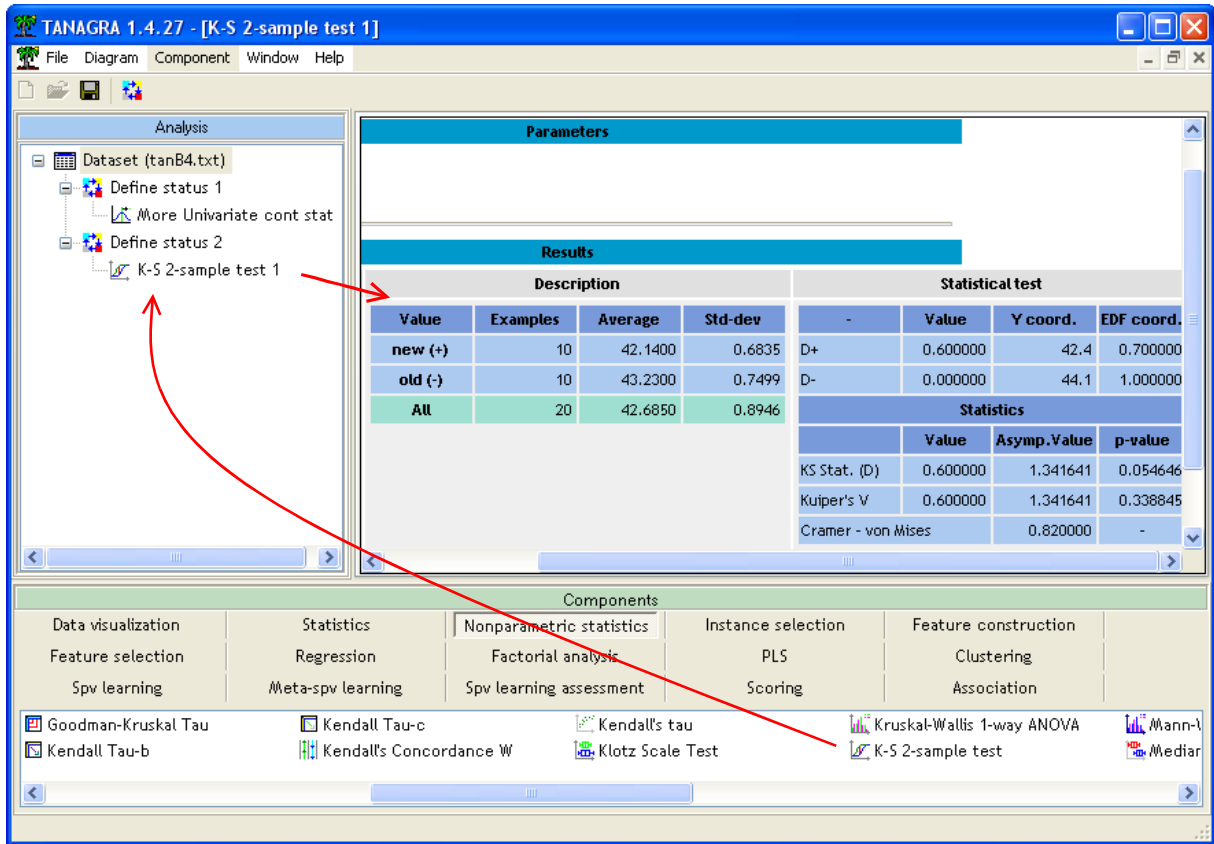 TANAGRA 1.4.27 - [K-S 2-sample test 1]
File Diagram Component Window Help
Analysis
Dataset (tanB4.txt)
Define status 1
More Univariate cont stat
Define status 2
K-S 2-sample test 1
Parameters
Results
Description Statistical test
Value Examples Average Std-dev - Value Y coord. EDF coord.
new (+) 10 42.1400 0.6835 D+ 0.600000 42.4 0.700000
old (-) 10 43.2300 0.7499 D- 0.000000 44.1 1.000000
All 20 42.6850 0.8946 Statistics
Value Asymp.Value p-value
KS Stat. (D) 0.600000 1.341641 0.054646
Kuiper's V 0.600000 1.341641 0.338845
Cramer - von Mises 0.820000 -
Components
Data visualization Statistics Nonparametric statistics Instance selection Feature construction
Feature selection Regression Factorial analysis PLS Clustering
Spv learning Meta-spv learning Spv learning assessment Scoring Association
Goodman-Kruskal Tau Kendall Tau-c Kendall's tau Kruskal-Wallis 1-way ANOVA Mann-
Kendall Tau-b Kendall's Concordance W Klotz Scale Test K-S 2-sample test Median